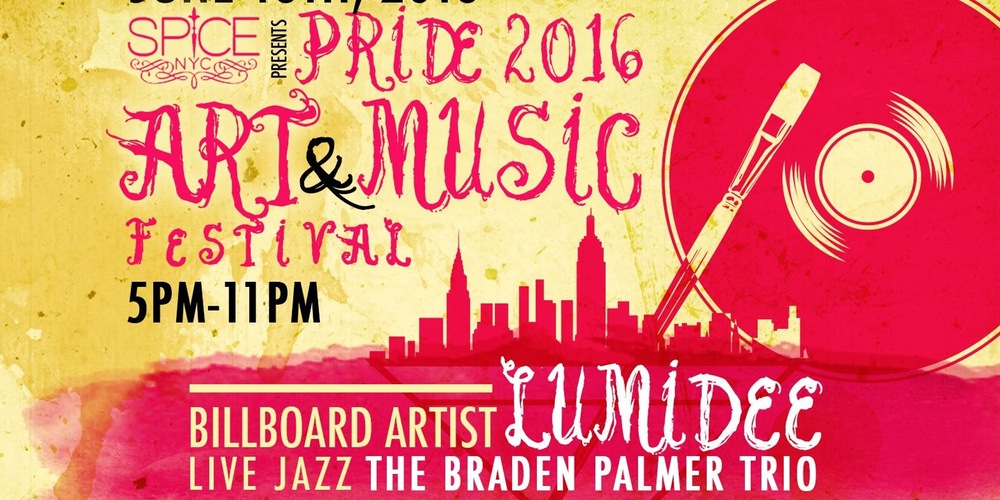 SPiCE
NYC
PRESENTS
PRiDE 2016
ART & MUSiC
FESTiVAL
5PM-11PM
BILLBOARD ARTIST LUMiDEE
LIVE JAZZ THE BRADEN PALMER TRIO